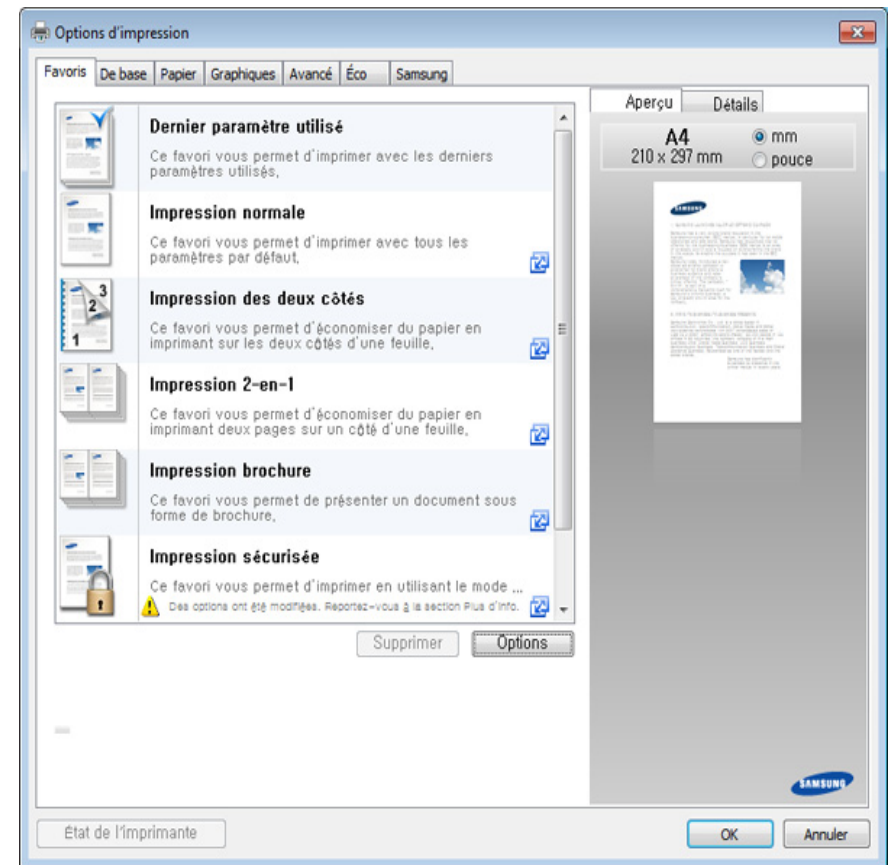 Options d'impression
Favoris De base Papier Graphiques Avancé Éco Samsung
Dernier paramètre utilisé
Ce favori vous permet d'imprimer avec les derniers
paramètres utilisés,
Impression normale
Ce favori vous permet d'imprimer avec tous les
paramètres par défaut,
3
2
1
Impression des deux côtés
Ce favori vous permet d'économiser du papier en
imprimant sur les deux côtés d'une feuille,
Impression 2-en-1
Ce favori vous permet d'économiser du papier en
imprimant deux pages sur un côté d'une feuille,
Impression brochure
Ce favori vous permet de présenter un document sous
forme de brochure,
Impression sécurisée
Ce favori vous permet d'imprimer en utilisant le mode ...
Des options ont été modifiées. Reportez-vous à la section Plus d'info.
Supprimer Options
Aperçu Détails
A4
210 x 297 mm
mm
pouce
SAMSUNG
SAMSUNG
État de l'imprimante
OK Annuler